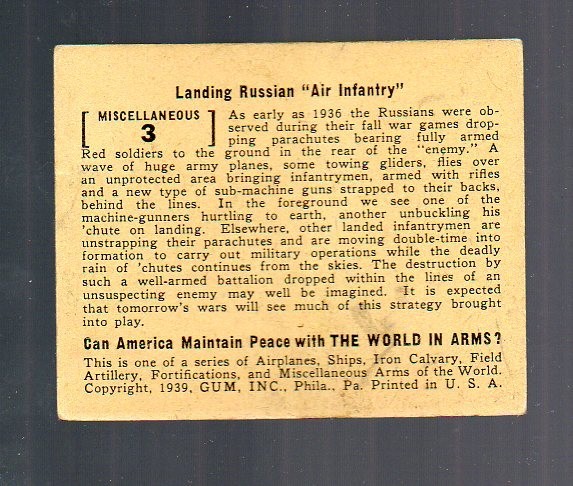 Landing Russian "Air Infantry"
[ MISCELLANEOUS 3 ]
As early as 1936 the Russians were ob-
served during their fall war games drop-
ping parachutes bearing fully armed
Red soldiers to the ground in the rear of the "enemy." A
wave of huge army planes, some towing gliders, flies over
an unprotected area bringing infantrymen, armed with rifles
and a new type of sub-machine guns strapped to their backs,
behind the lines. In the foreground we see one of the
machine-gunners hurtling to earth, another unbuckling his
'chute on landing. Elsewhere, other landed infantrymen are
unstrapping their parachutes and are moving double-time into
formation to carry out military operations while the deadly
rain of 'chutes continues from the skies. The destruction by
such a well-armed battalion dropped within the lines of an
unsuspecting enemy may well be imagined. It is expected
that tomorrow's wars will see much of this strategy brought
into play.
Can America Maintain Peace with THE WORLD IN ARMS?
This is one of a series of Airplanes, Ships, Iron Calvary, Field
Artillery, Fortifications, and Miscellaneous Arms of the World.
Copyright, 1939, GUM, INC., Phila., Pa. Printed in U. S. A.